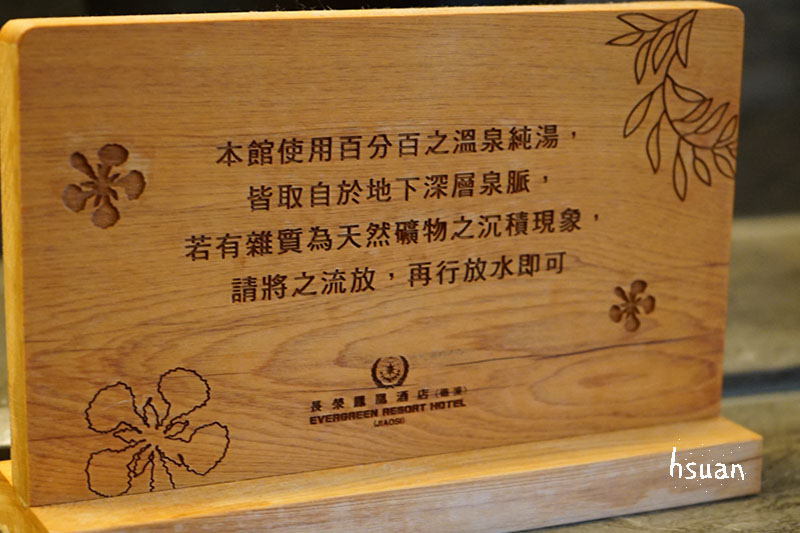 本館使用百分百之溫泉純湯，
皆取自於地下深層泉脈，
若有雜質為天然礦物之沉積現象，
請將之流放，再行放水即可
長榮鳳凰酒店(礁溪)
EVERGREEN RESORT HOTEL
(JIAOSI)
hsuan